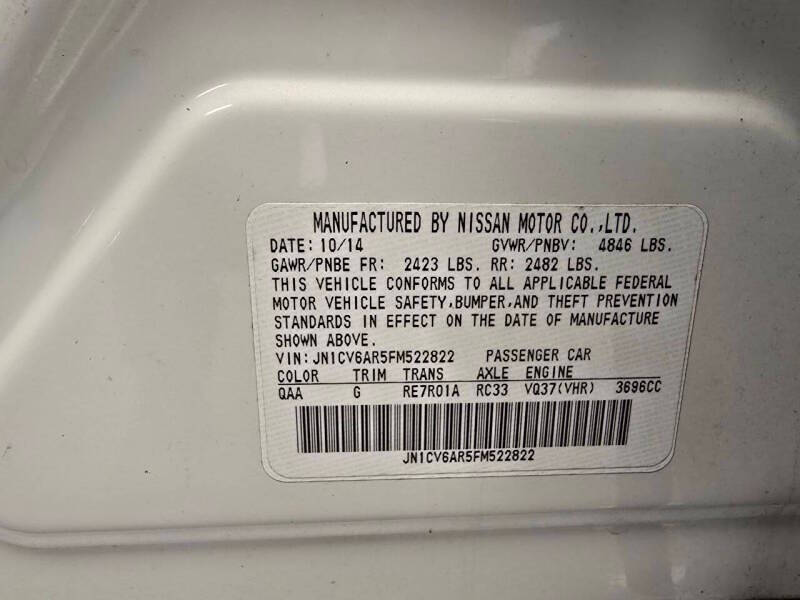 MANUFACTURED BY NISSAN MOTOR CO.,LTD.
DATE: 10/14 GVWR/PNBV: 4846 LBS.
GAWR/PNBE FR: 2423 LBS. RR: 2482 LBS.
THIS VEHICLE CONFORMS TO ALL APPLICABLE FEDERAL
MOTOR VEHICLE SAFETY,BUMPER,AND THEFT PREVENTION
STANDARDS IN EFFECT ON THE DATE OF MANUFACTURE
SHOWN ABOVE.
VIN:JN1CV6AR5FM522822 PASSENGER CAR
COLOR TRIM TRANS AXLE ENGINE
QAA G RE7R01A RC33 VQ37(VHR) 3696CC
JN1CV6AR5FM522822